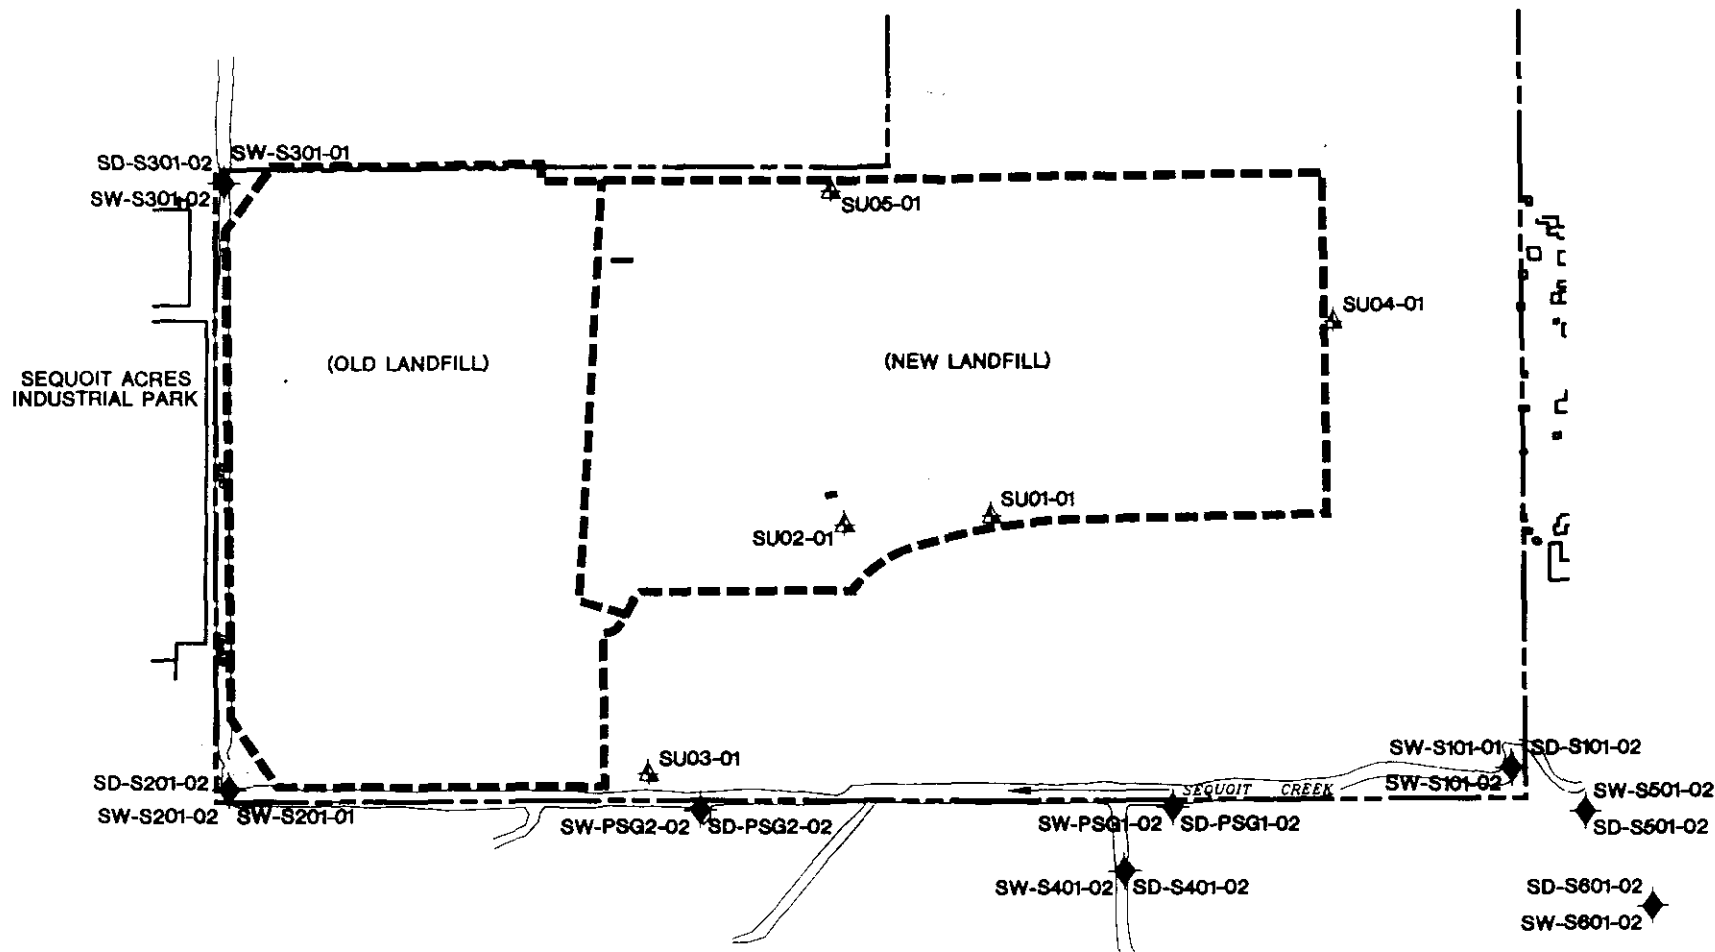 SD-S301-02
SW-S301-01
SW-S301-02
SU05-01
SU04-01
(OLD LANDFILL)
(NEW LANDFILL)
SEQUOIT ACRES
INDUSTRIAL PARK
SU01-01
SU02-01
SU03-01
SW-S101-01
SD-S101-02
SW-S101-02
SD-S201-02
SEQUOIT CREEK
SW-S501-02
SW-S201-02
SW-S201-01
SW-PSG2-02
SD-PSG2-02
SW-PSG1-02
SD-PSG1-02
SD-S501-02
SW-S401-02
SD-S401-02
SD-S601-02
SW-S601-02